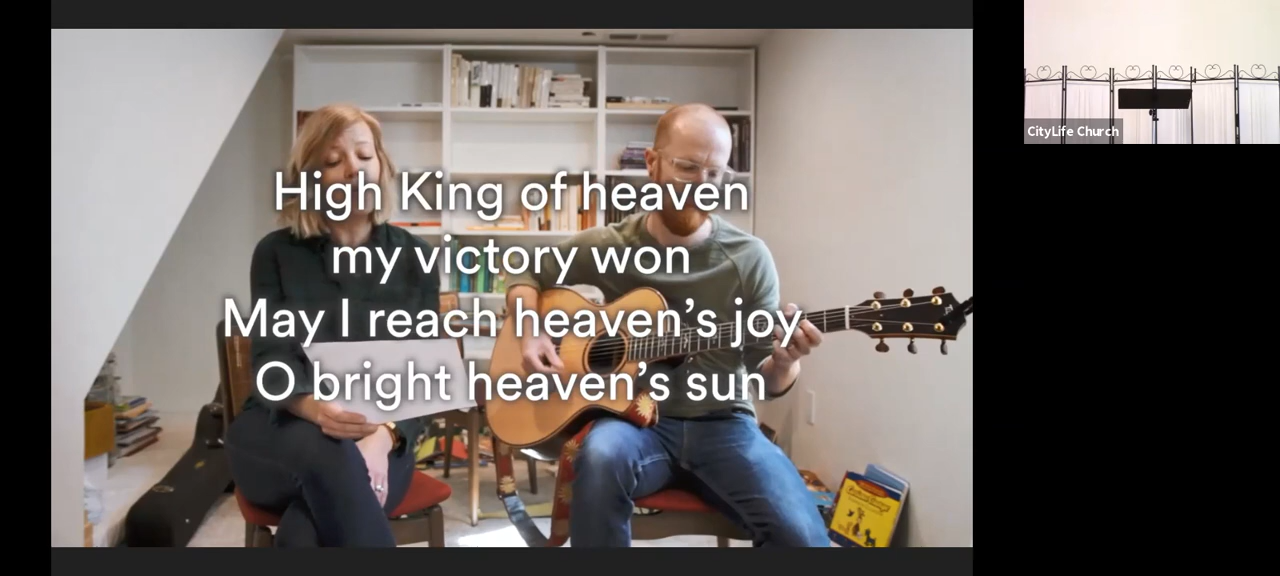 High King of heaven
my victory won
May I reach heaven's joy
O bright heaven's sun
CityLife Church